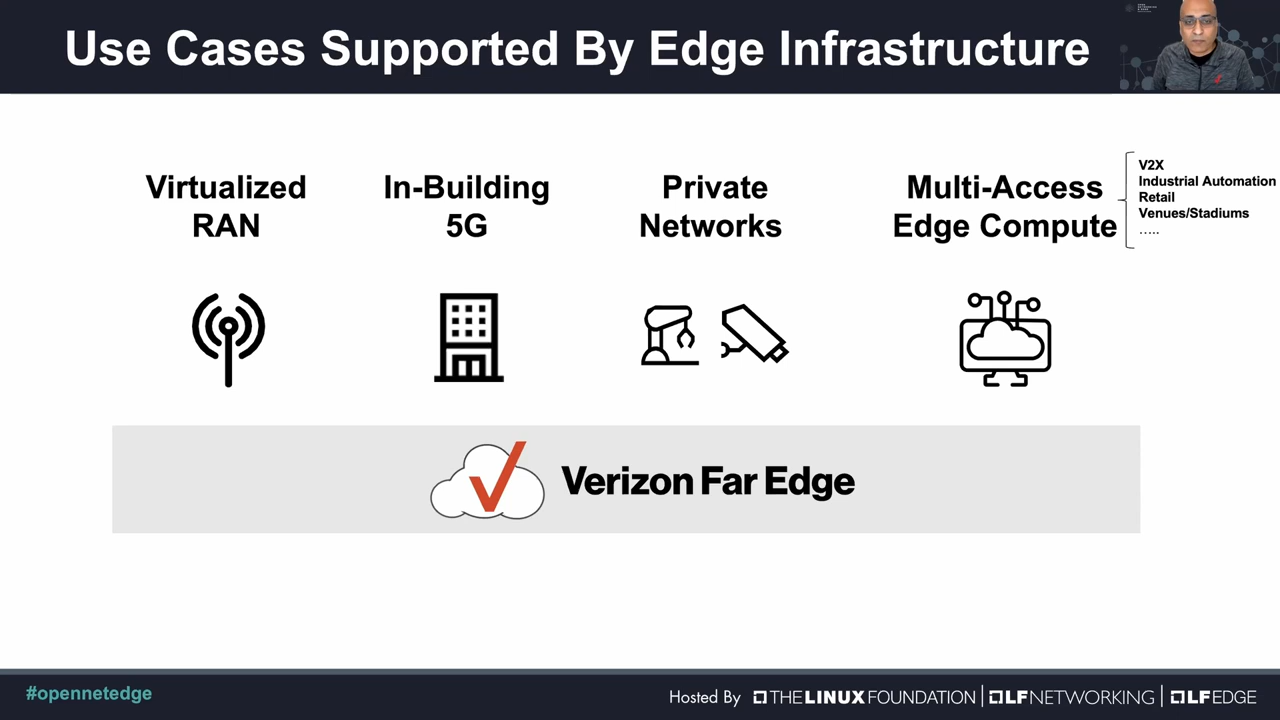 Use Cases Supported By Edge Infrastructure
Virtualized
RAN
In-Building
5G
Private
Networks
Multi-Access
Edge Compute
V2X
Industrial Automation
Retail
Venues/Stadiums
.....
Verizon Far Edge
#opennetedge
Hosted By THE LINUX FOUNDATION | LF NETWORKING | LF EDGE